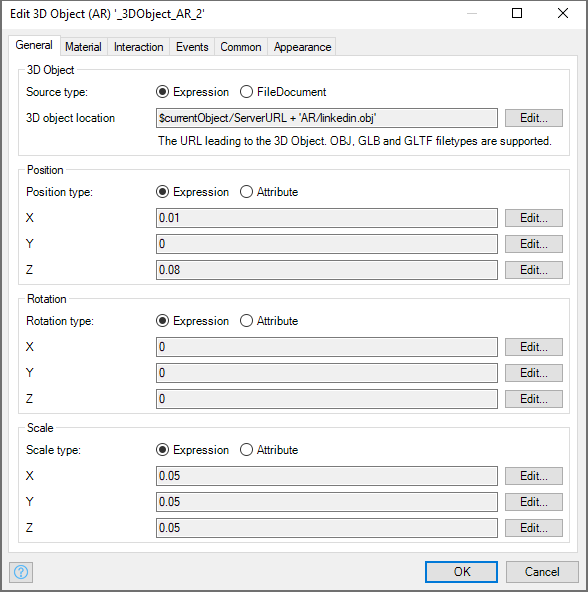 Edit 3D Object (AR) '_3DObject_AR_2'
General Material Interaction Events Common Appearance
3D Object
Source type: Expression FileDocument
3D object location $currentObject/ServerURL + 'AR/linkedin.obj' Edit...
The URL leading to the 3D Object. OBJ, GLB and GLTF filetypes are supported.
Position
Position type: Expression Attribute
X 0.01 Edit...
Y 0 Edit...
Z 0.08 Edit...
Rotation
Rotation type: Expression Attribute
X 0 Edit...
Y 0 Edit...
Z 0 Edit...
Scale
Scale type: Expression Attribute
X 0.05 Edit...
Y 0.05 Edit...
Z 0.05 Edit...
? OK Cancel